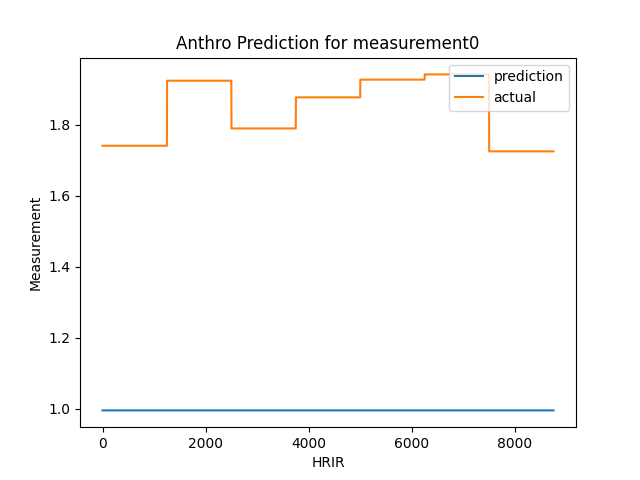 Anthro Prediction for measurement0
prediction
actual
Measurement
1.8
1.6
1.4
1.2
1.0
0 2000 4000 6000 8000
HRIR